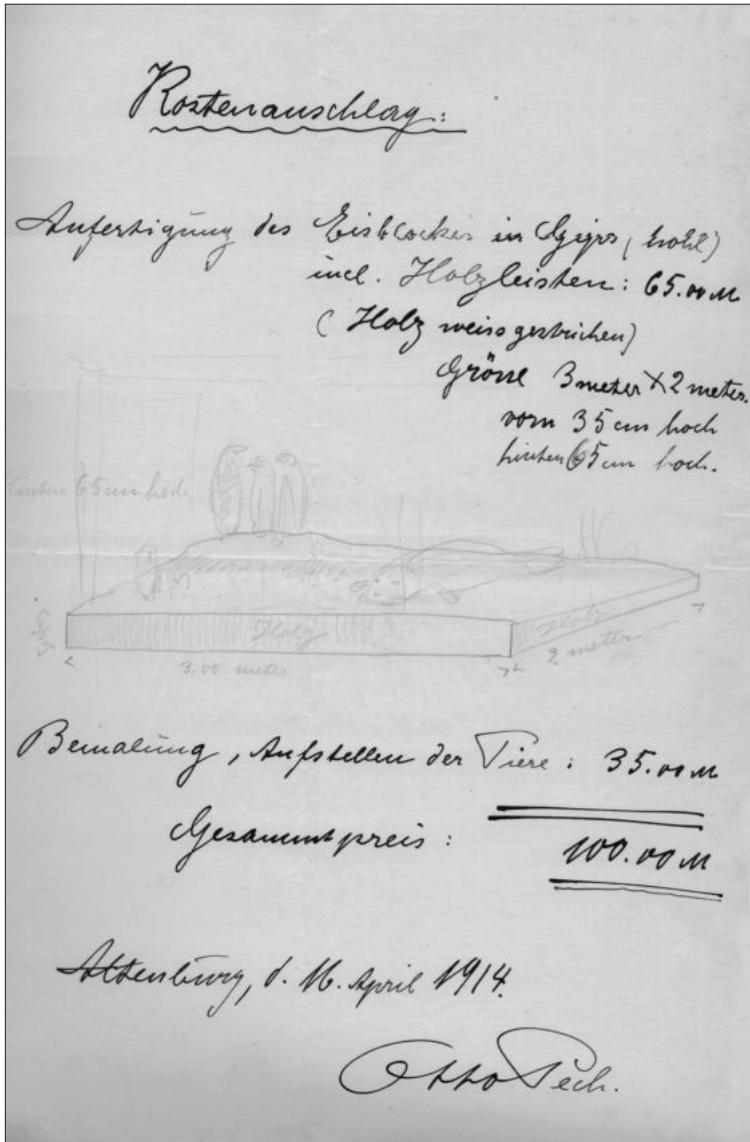 Kostenanschlag:
Anfertigung des Eisblockes in Gyps (hohl)
incl. Holzleisten: 65.00 M
(Holz weiss gestrichen)
Grösse 3 meter X 2 meter.
vorn 35 cm hoch
hinten 65 cm hoch.
hinten 65 cm hoch
Holz
Holz
3.00 meter
2 meter
Bemalung, Aufstellen der Tiere: 35.00 M
Gesammtpreis: 100.00 M
Altenburg, d. 16. April 1914.
Otto Pech.